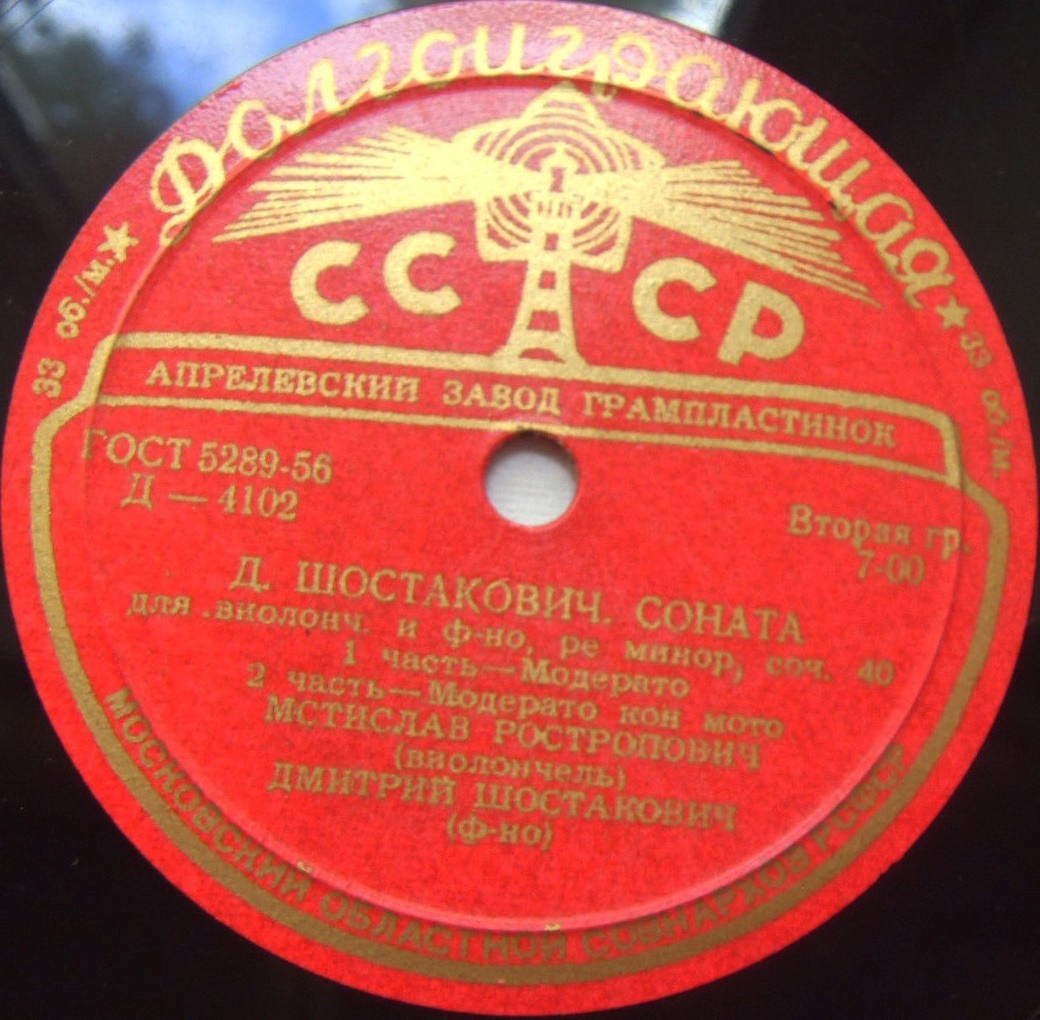 Долгоиграющая
33 об./м. ★
★ 33 об./м.
СССР
АПРЕЛЕВСКИЙ ЗАВОД ГРАМПЛАСТИНОК
ГОСТ 5289-56
Д — 4102
Вторая гр.
7-00
Д. ШОСТАКОВИЧ. СОНАТА
для виолонч. и ф-но, ре минор, соч. 40
1 часть — Модерато
2 часть — Модерато кон мото
МСТИСЛАВ РОСТРОПОВИЧ
(виолончель)
ДМИТРИЙ ШОСТАКОВИЧ
(ф-но)
МОСКОВСКИЙ ОБЛАСТНОЙ СОВНАРХОЗ РСФСР